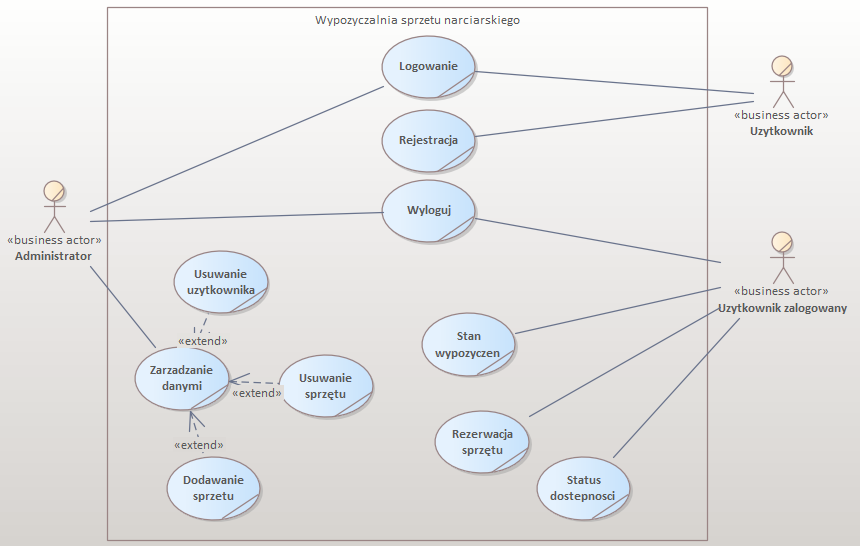 Wypozyczalnia sprzetu narciarskiego
Logowanie
«business actor»
Uzytkownik
Rejestracja
Wyloguj
«business actor»
Administrator
Usuwanie
uzytkownika
«business actor»
Uzytkownik zalogowany
«extend»
Stan
wypozyczen
Zarzadzanie
danymi
Usuwanie
sprzętu
«extend»
Rezerwacja
sprzętu
«extend»
Dodawanie
sprzetu
Status
dostepnosci